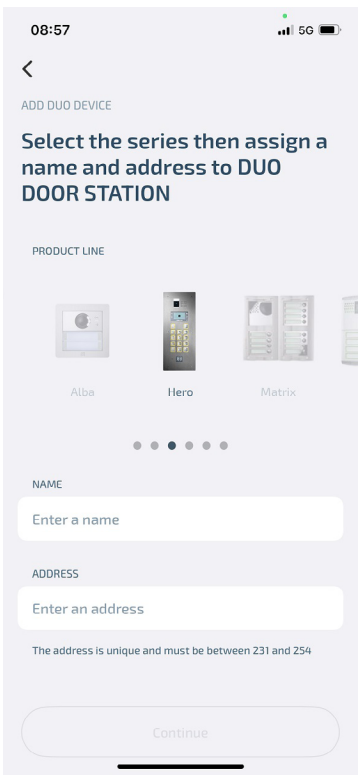 08:57
5G
ADD DUO DEVICE
Select the series then assign a
name and address to DUO
DOOR STATION
PRODUCT LINE
Alba
Hero
Matrix
NAME
Enter a name
ADDRESS
Enter an address
The address is unique and must be between 231 and 254
Continue